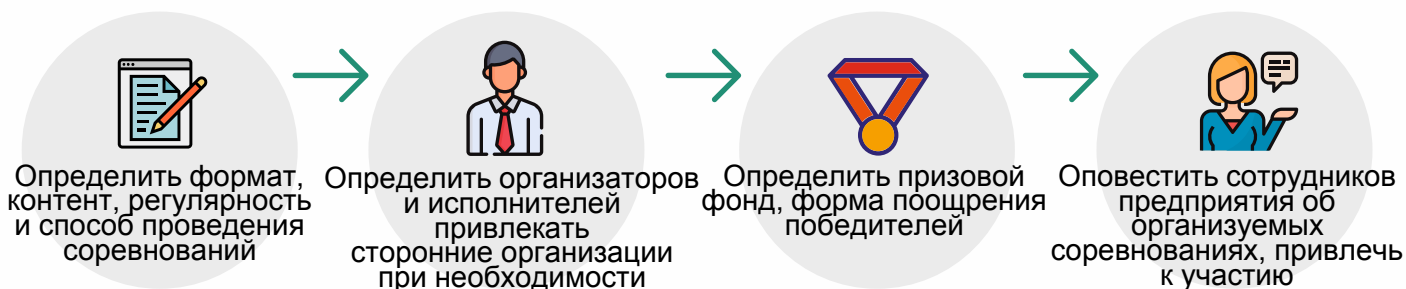 Определить формат,
контент, регулярность
и способ проведения
соревнований
Определить организаторов
и исполнителей
привлекать
сторонние организации
при необходимости
Определить призовой
фонд, форма поощрения
победителей
Оповестить сотрудников
предприятия об
организуемых
соревнованиях, привлечь
к участию